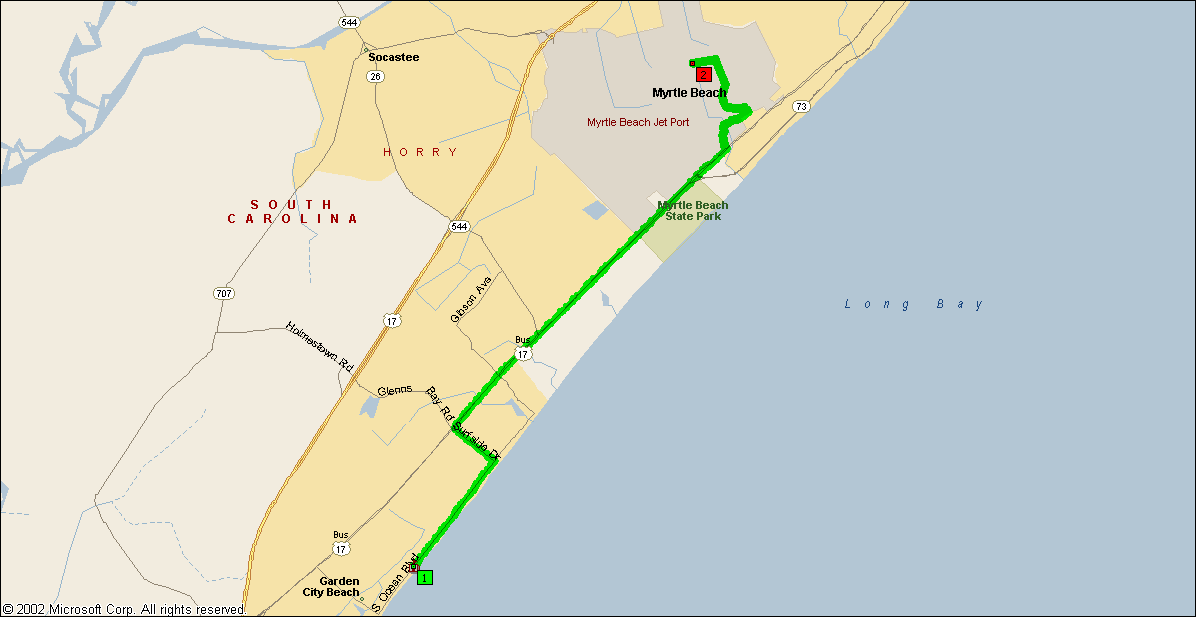 544
Socastee
26
2
Myrtle Beach
73
Myrtle Beach Jet Port
HORRY
SOUTH
CAROLINA
Myrtle Beach
State Park
544
707
Gibson Ave
Long Bay
17
Holmestown Rd
Bus
17
Glenns
Bay Rd
Surfside Dr
Bus
17
S Ocean Blvd
1
Garden
City Beach
© 2002 Microsoft Corp. All rights reserved.